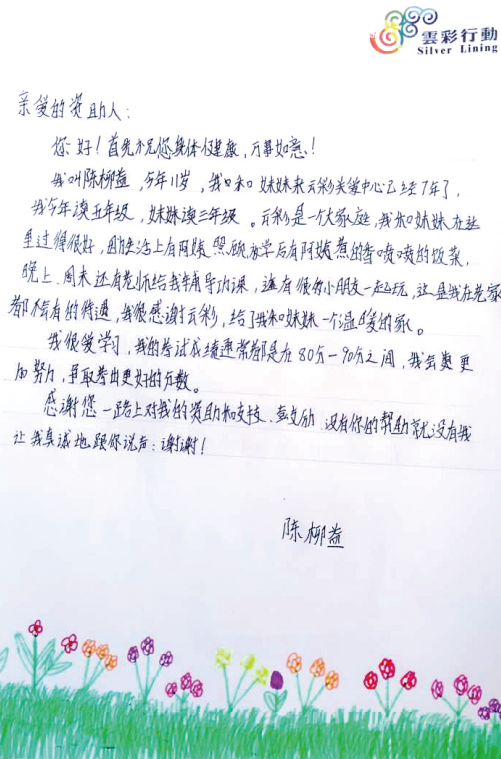 雲彩行動
Silver Lining
亲爱的资助人：
您好！首先祝您身体健康，万事如意！
我叫陈柳益，今年11岁，我和妹妹来云彩关爱中心已经7年了，
我今年读五年级，妹妹读三年级。云彩是一个大家庭，我和妹妹在这
里过得很好，生活上有阿姨照顾，放学后有阿姨煮的香喷喷的饭菜，
晚上、周末还有老师给我辅导功课，还有很多小朋友一起玩，这是我在老家
都不会有的待遇，我很感谢云彩，给了我和妹妹一个温暖的家。
我很爱学习，我的考试成绩通常都是在80分－90分之间，我会更
加努力，争取考出更好的分数。
感谢您一路上对我的资助和支持、鼓励，没有你的帮助就没有我
让我真诚地跟你说声：谢谢！
陈柳益